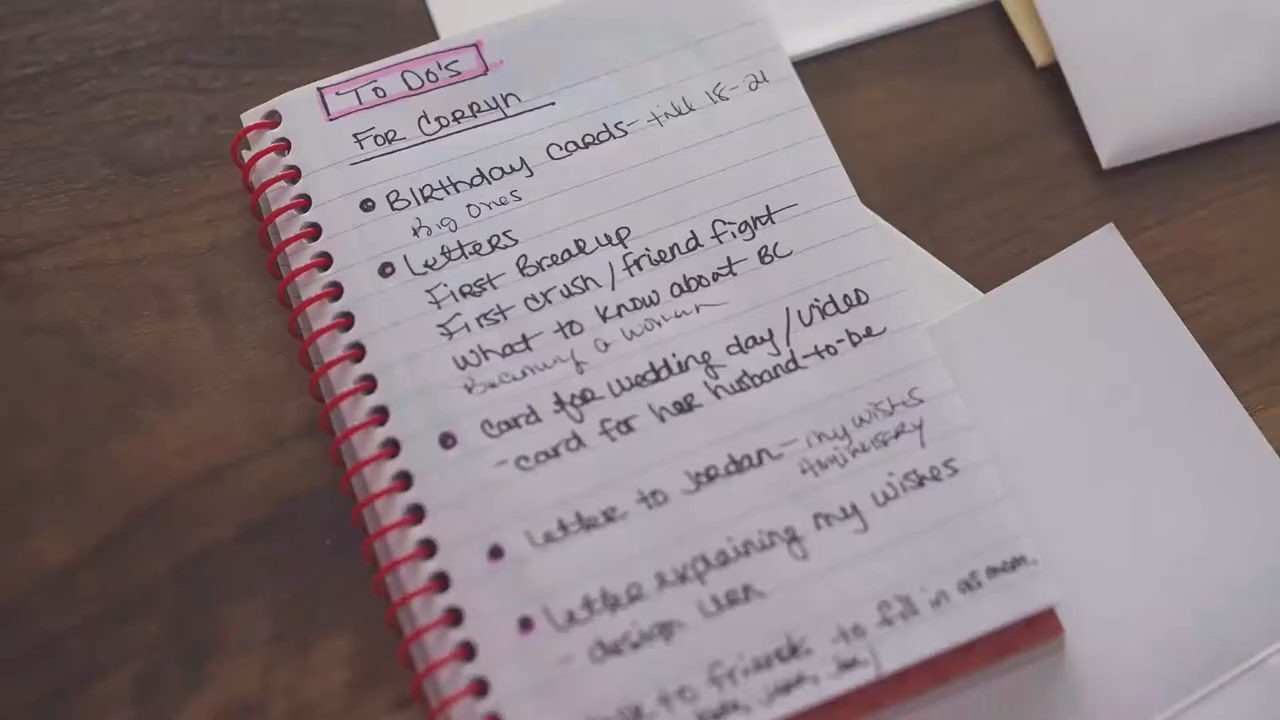 TO DO'S
FOR CORRYN
• BIRthday cards - till 18-21
Big Ones
• Letters
First Breakup
First crush / friend fight
What to know about BC
Becoming a woman
• Card for wedding day / video
- card for her husband-to-be
• Letter to Jordan - my wishes
Anniversary
• Letter explaining my wishes
- design urn
to friends to fill in as mom.